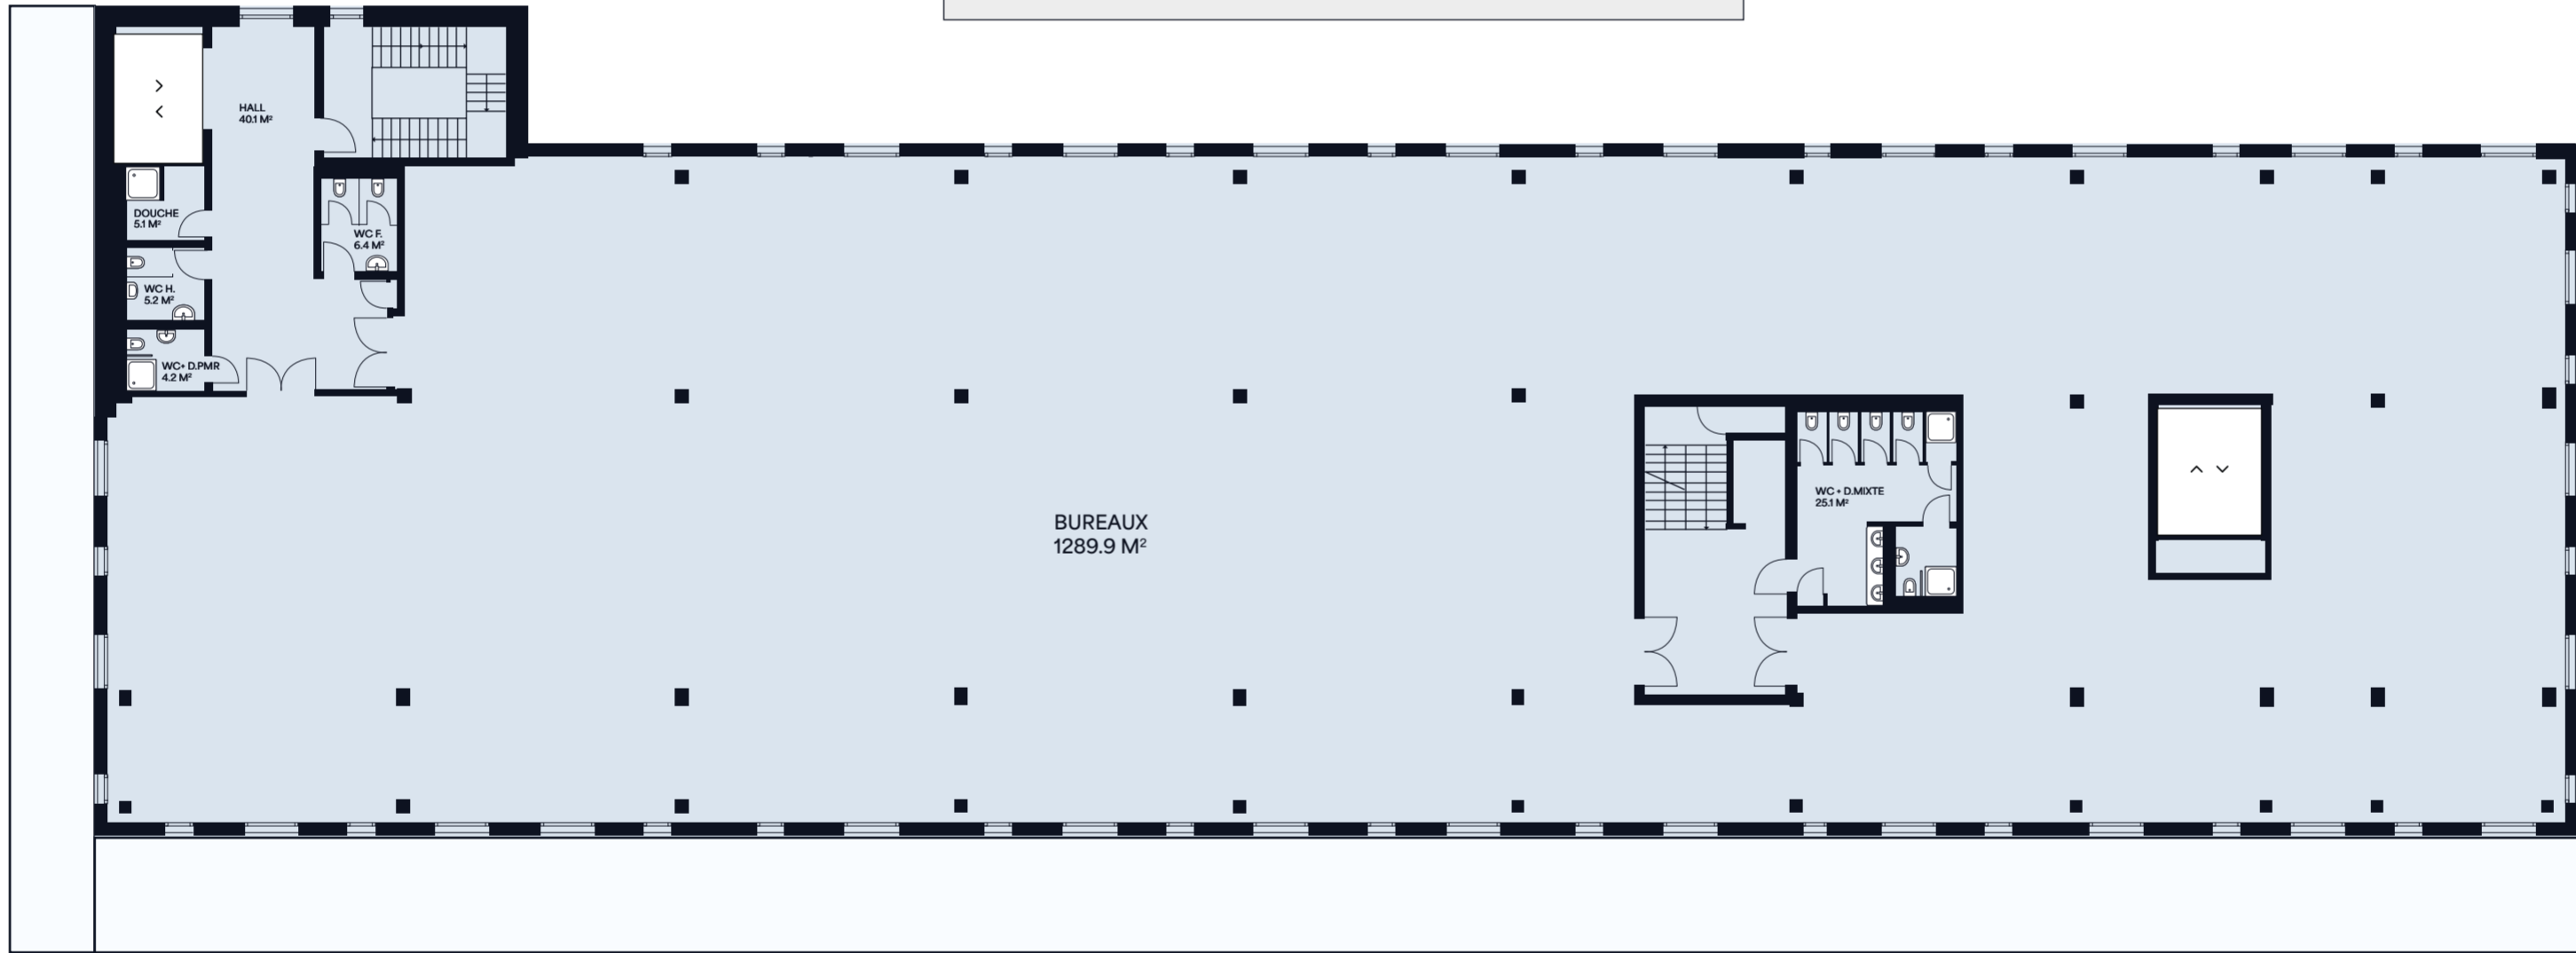 HALL
40.1 M²
DOUCHE
5.1 M²
WC F.
6.4 M²
WC H.
5.2 M²
WC+ D.PMR
4.2 M²
BUREAUX
1289.9 M²
WC + D.MIXTE
25.1 M²